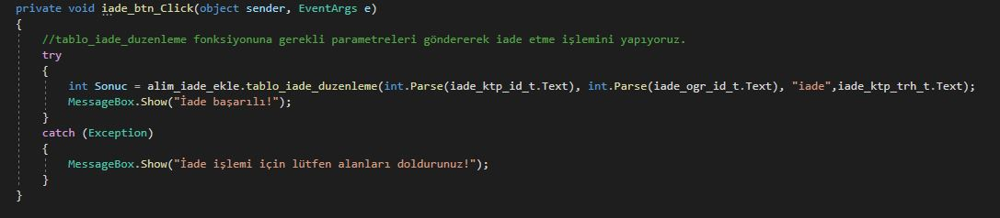 private void iade_btn_Click(object sender, EventArgs e)
{
//tablo_iade_duzenleme fonksiyonuna gerekli parametreleri göndererek iade etme işlemini yapıyoruz.
try
{
int Sonuc = alim_iade_ekle.tablo_iade_duzenleme(int.Parse(iade_ktp_id_t.Text), int.Parse(iade_ogr_id_t.Text), "iade",iade_ktp_trh_t.Text);
MessageBox.Show("İade başarılı!");
}
catch (Exception)
{
MessageBox.Show("İade işlemi için lütfen alanları doldurunuz!");
}
}